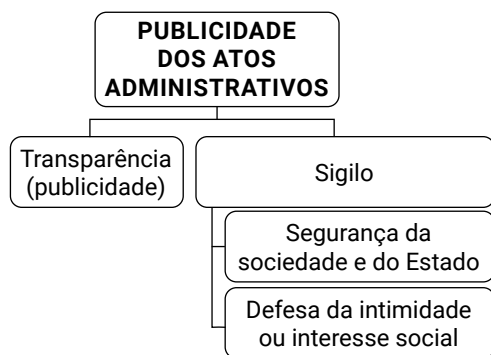 PUBLICIDADE
DOS ATOS
ADMINISTRATIVOS
Transparência
(publicidade)
Sigilo
Segurança da
sociedade e do Estado
Defesa da intimidade
ou interesse social